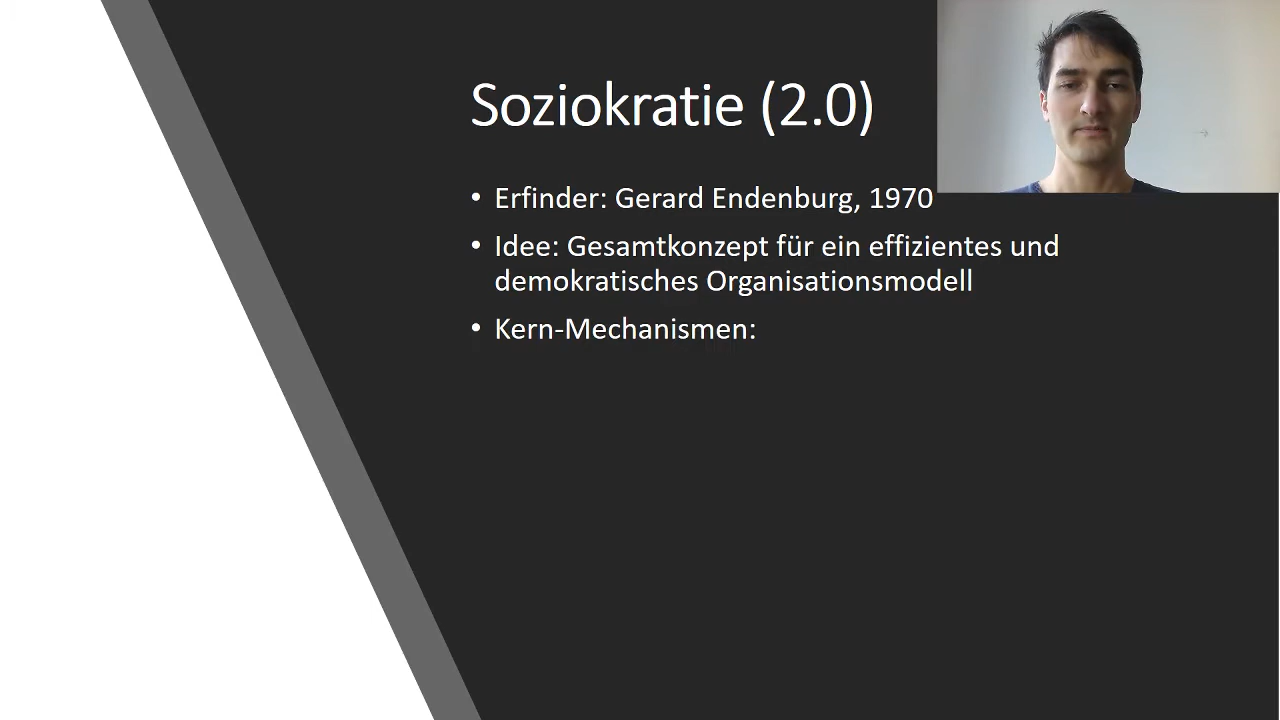 Soziokratie (2.0)
• Erfinder: Gerard Endenburg, 1970
• Idee: Gesamtkonzept für ein effizientes und
demokratisches Organisationsmodell
• Kern-Mechanismen: